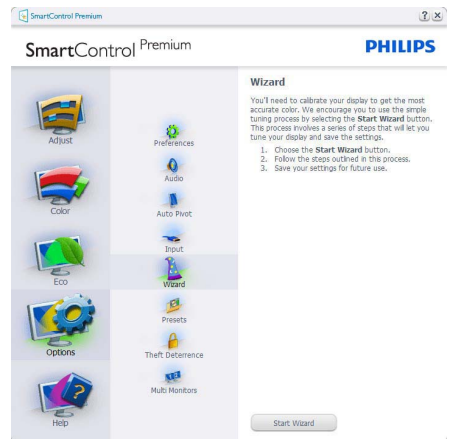 SmartControl Premium
SmartControl Premium
PHILIPS
Adjust
Color
Eco
Options
Help
Preferences
Audio
Auto Pivot
Input
Wizard
Presets
Theft Deterrence
Multi Monitors
Wizard
You'll need to calibrate your display to get the most
accurate color. We encourage you to use the simple
tuning process by selecting the Start Wizard button.
This process involves a series of steps that will let you
tune your display and save the settings.
1. Choose the Start Wizard button.
2. Follow the steps outlined in this process.
3. Save your settings for future use.
Start Wizard